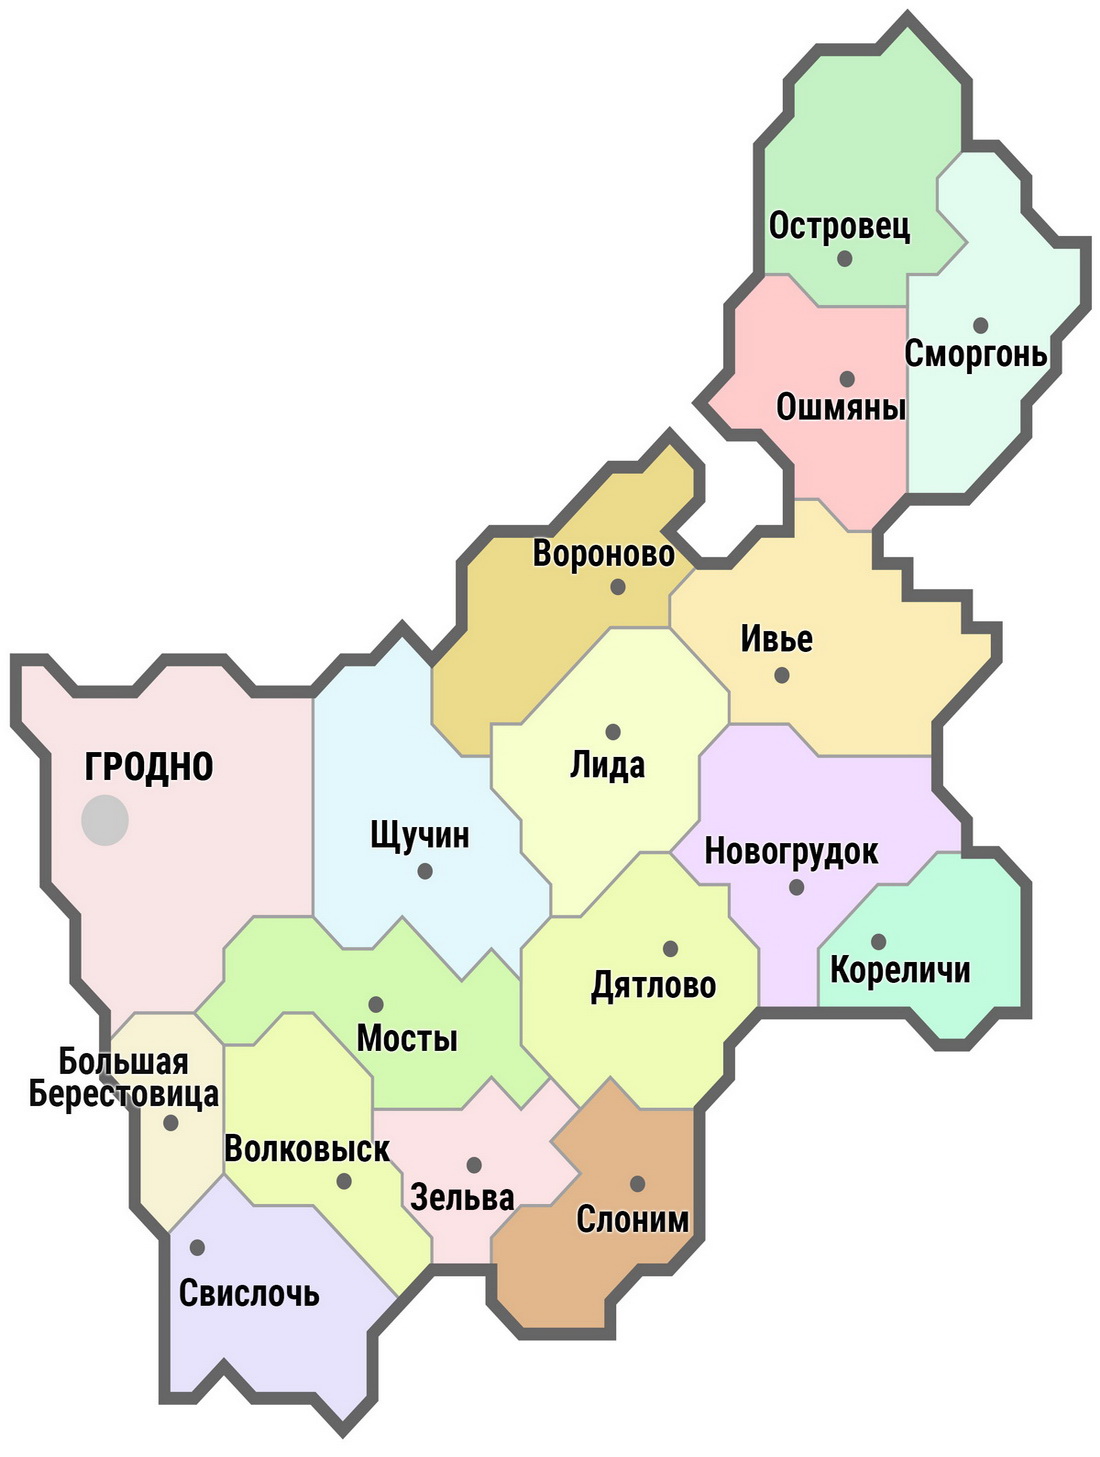 Островец
Сморгонь
Ошмяны
Вороново
Ивье
ГРОДНО
Лида
Щучин
Новогрудок
Кореличи
Дятлово
Мосты
Большая
Берестовица
Волковыск
Зельва
Слоним
Свислочь